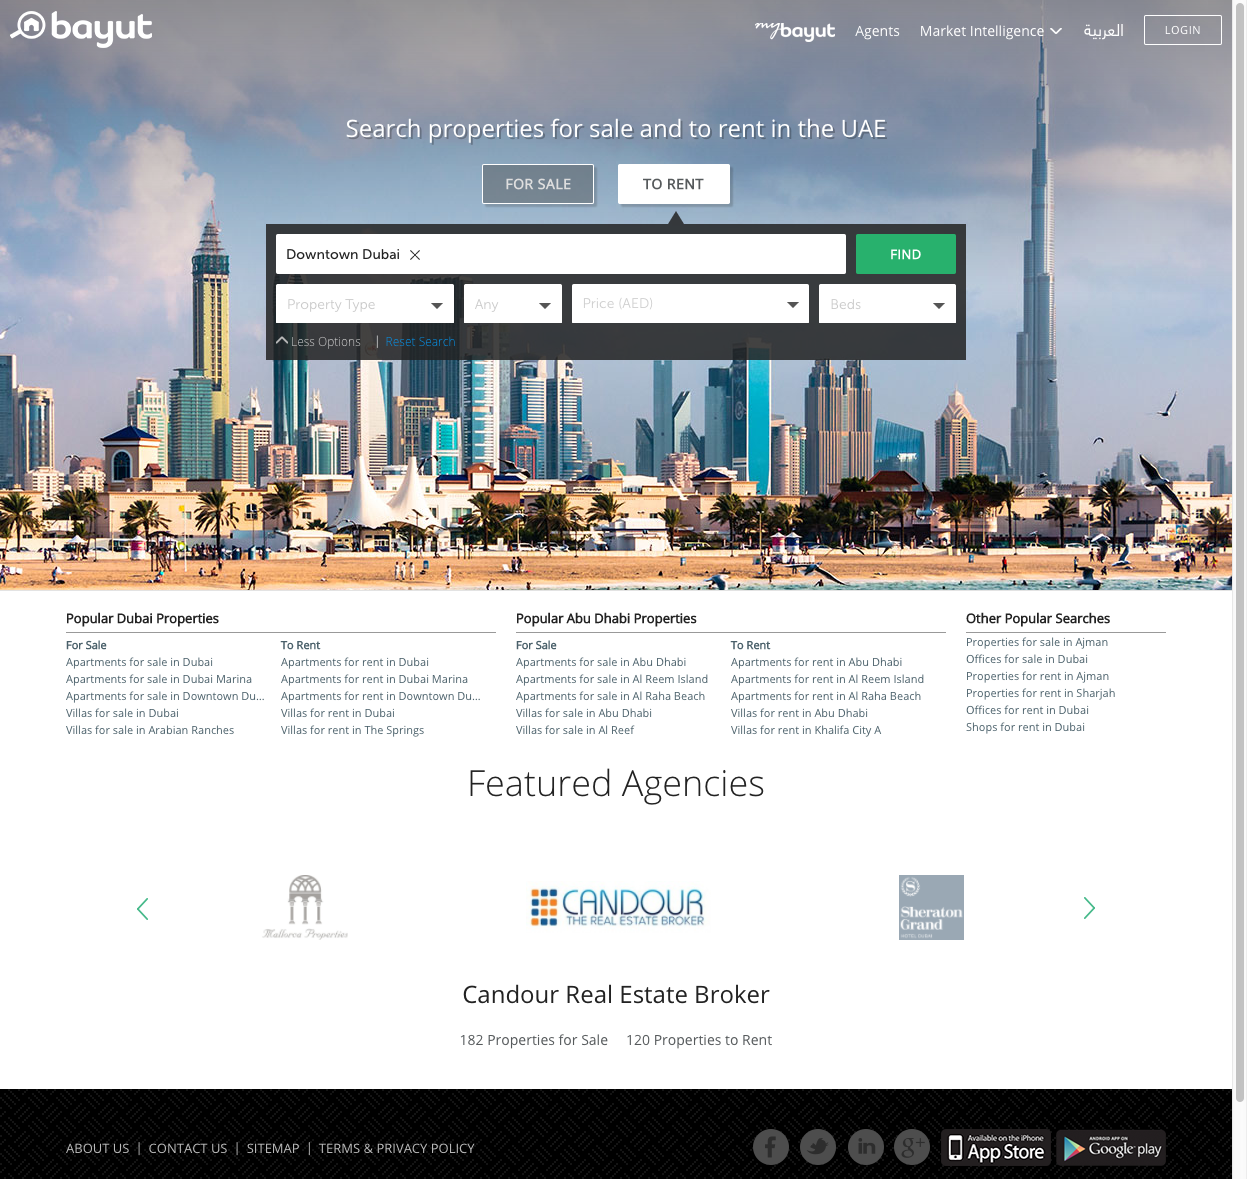 bayut
mybayut
Agents
Market Intelligence
العربية
LOGIN
Search properties for sale and to rent in the UAE
FOR SALE
TO RENT
Downtown Dubai
FIND
Property Type
Any
Price (AED)
Beds
Less Options | Reset Search
Popular Dubai Properties
For Sale
Apartments for sale in Dubai
Apartments for sale in Dubai Marina
Apartments for sale in Downtown Du...
Villas for sale in Dubai
Villas for sale in Arabian Ranches
To Rent
Apartments for rent in Dubai
Apartments for rent in Dubai Marina
Apartments for rent in Downtown Du...
Villas for rent in Dubai
Villas for rent in The Springs
Popular Abu Dhabi Properties
For Sale
Apartments for sale in Abu Dhabi
Apartments for sale in Al Reem Island
Apartments for sale in Al Raha Beach
Villas for sale in Abu Dhabi
Villas for sale in Al Reef
To Rent
Apartments for rent in Abu Dhabi
Apartments for rent in Al Reem Island
Apartments for rent in Al Raha Beach
Villas for rent in Abu Dhabi
Villas for rent in Khalifa City A
Other Popular Searches
Properties for sale in Ajman
Offices for sale in Dubai
Properties for rent in Ajman
Properties for rent in Sharjah
Offices for rent in Dubai
Shops for rent in Dubai
Featured Agencies
Mallorca Properties
CANDOUR
THE REAL ESTATE BROKER
S
Sheraton
Grand
HOTEL, DUBAI
Candour Real Estate Broker
182 Properties for Sale
120 Properties to Rent
ABOUT US | CONTACT US | SITEMAP | TERMS & PRIVACY POLICY
f
in
g+
Available on the iPhone
App Store
ANDROID APP ON
Google play